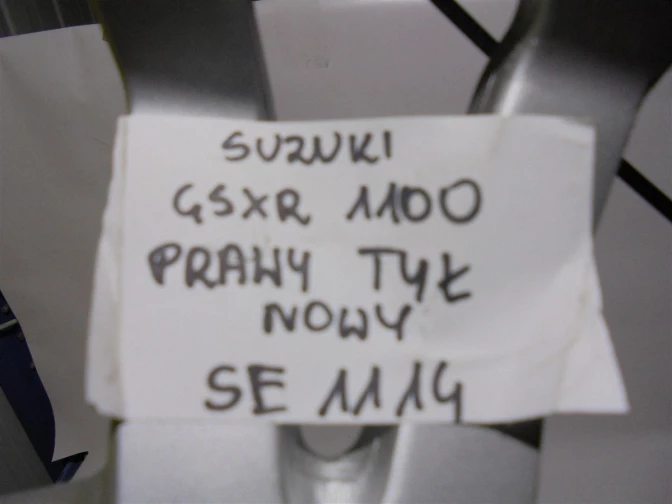 SUZUKI
GSXR 1100
PRAWY TYŁ
NOWY
SE 1114